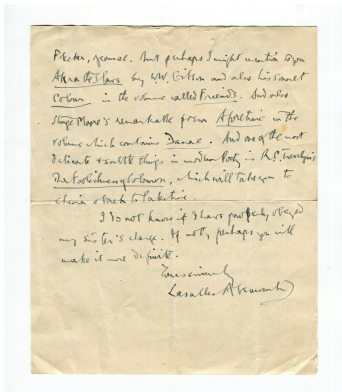 Flecker, of course. But perhaps I might mention to you
Akra the Slave by W.W. Gibson and also his sonnet
Colour in the volume called Friends. And also
Sturge Moore's remarkable poem Aforetime in the
volume which contains Danae. And one of the most
delicate & subtle things in modern Poetry is R.C. Trevelyan's
The Foolishness of Solomon, which will take you to
China & back to Palestine.
I do not know if I have properly obeyed
my sister's charge. If not, perhaps you will
make it more definite.
Yours sincerely
Lascelles Abercrombie